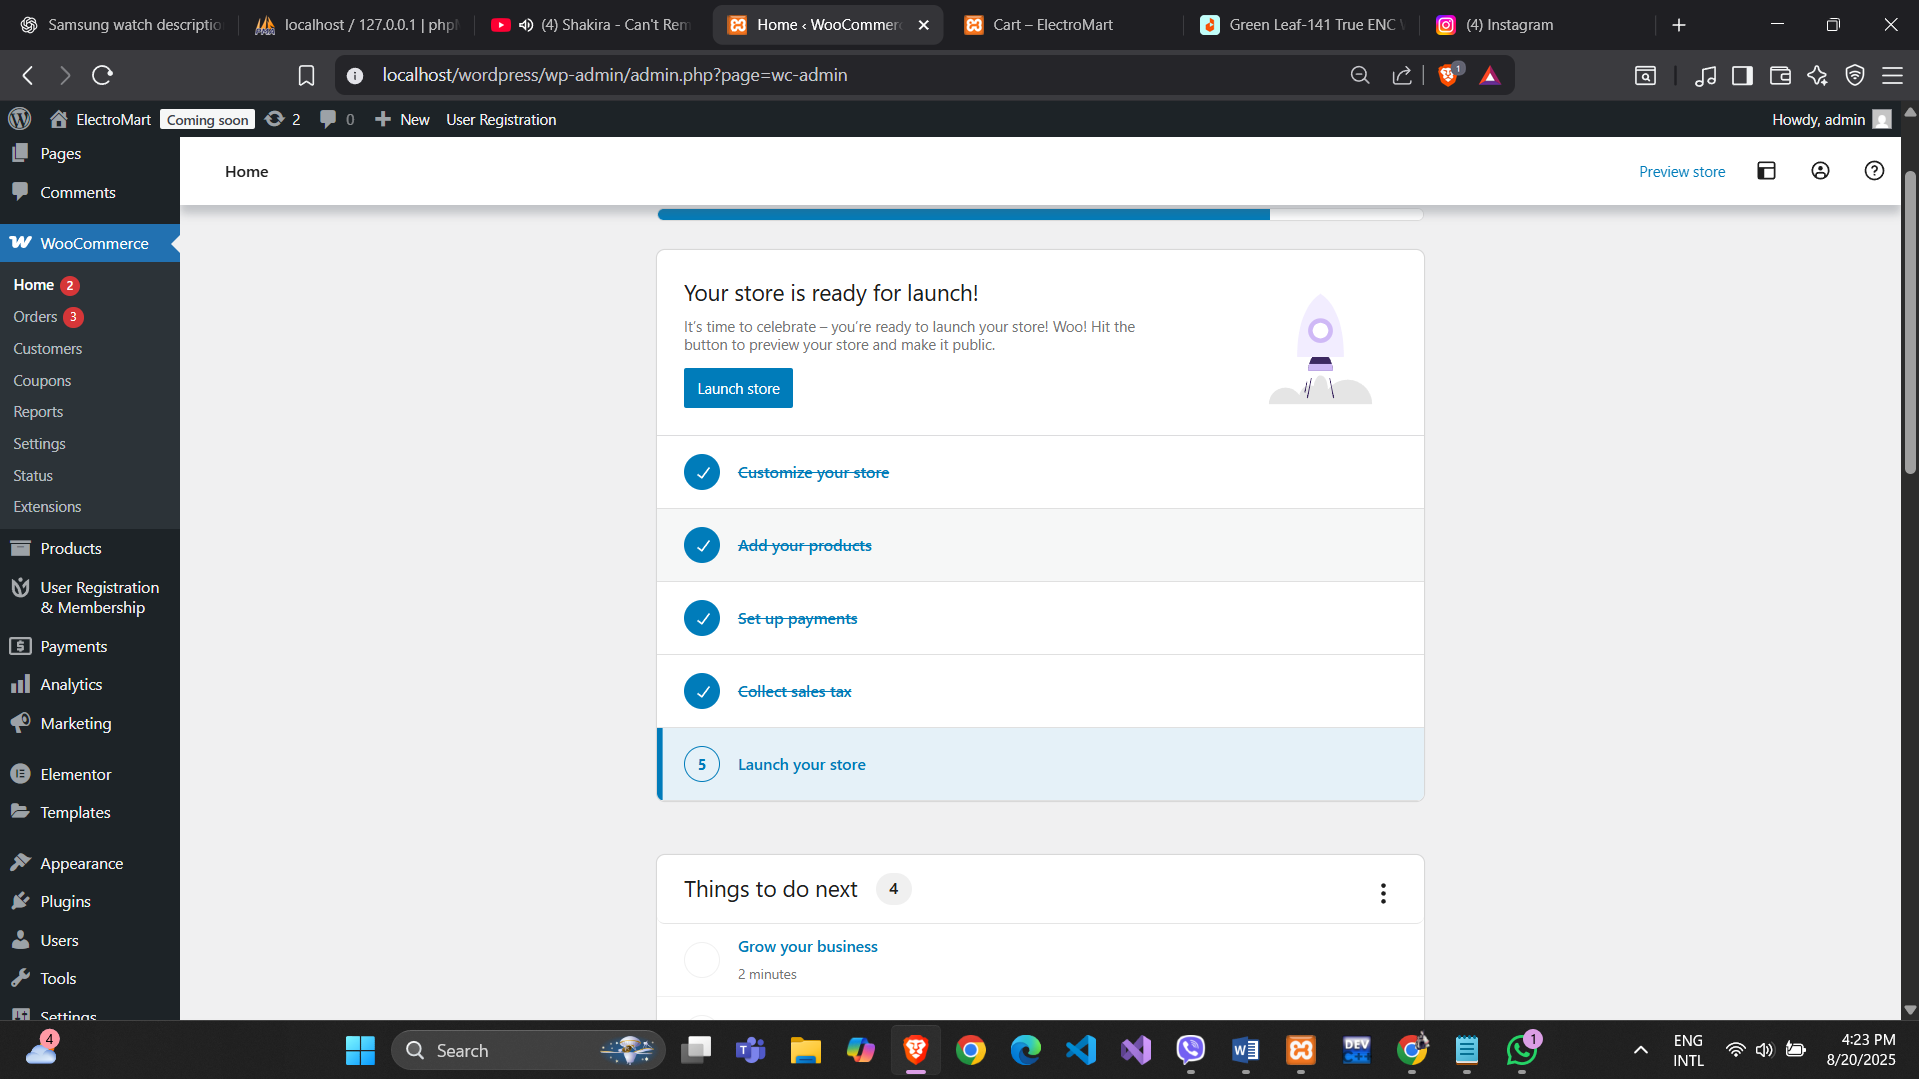 Samsung watch descriptio
localhost / 127.0.0.1 | php
(4) Shakira - Can't Rem
Home ‹ WooCommer
Cart – ElectroMart
Green Leaf-141 True ENC
(4) Instagram
localhost/wordpress/wp-admin/admin.php?page=wc-admin
1
ElectroMart
Coming soon
2
0
New
User Registration
Howdy, admin
Pages
Comments
WooCommerce
Home 2
Orders 3
Customers
Coupons
Reports
Settings
Status
Extensions
Products
User Registration
& Membership
Payments
Analytics
Marketing
Elementor
Templates
Appearance
Plugins
Users
Tools
Settings
Home
Preview store
Your store is ready for launch!
It's time to celebrate – you're ready to launch your store! Woo! Hit the
button to preview your store and make it public.
Launch store
Customize your store
Add your products
Set up payments
Collect sales tax
5 Launch your store
Things to do next 4
Grow your business
2 minutes
4
Search
DEV
C++
1
ENG
INTL
4:23 PM
8/20/2025